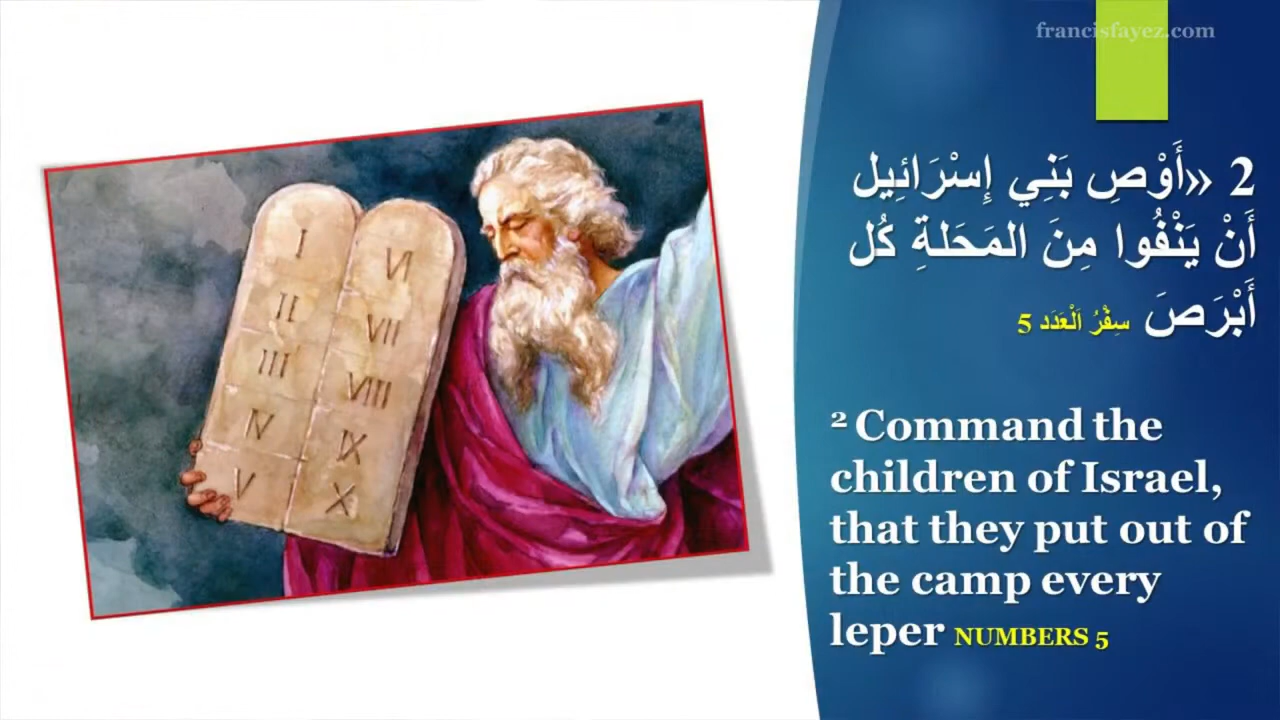 francisfayez.com
2 «أَوْصِ بَنِي إِسْرَائِيل
أَنْ يَنْفُوا مِنَ المَحَلةِ كُل
أَبْرَصَ سِفْرُ اَلْعَدَد 5
² Command the
children of Israel,
that they put out of
the camp every
leper NUMBERS 5
I
II
III
IV
V
VI
VII
VIII
IX
X